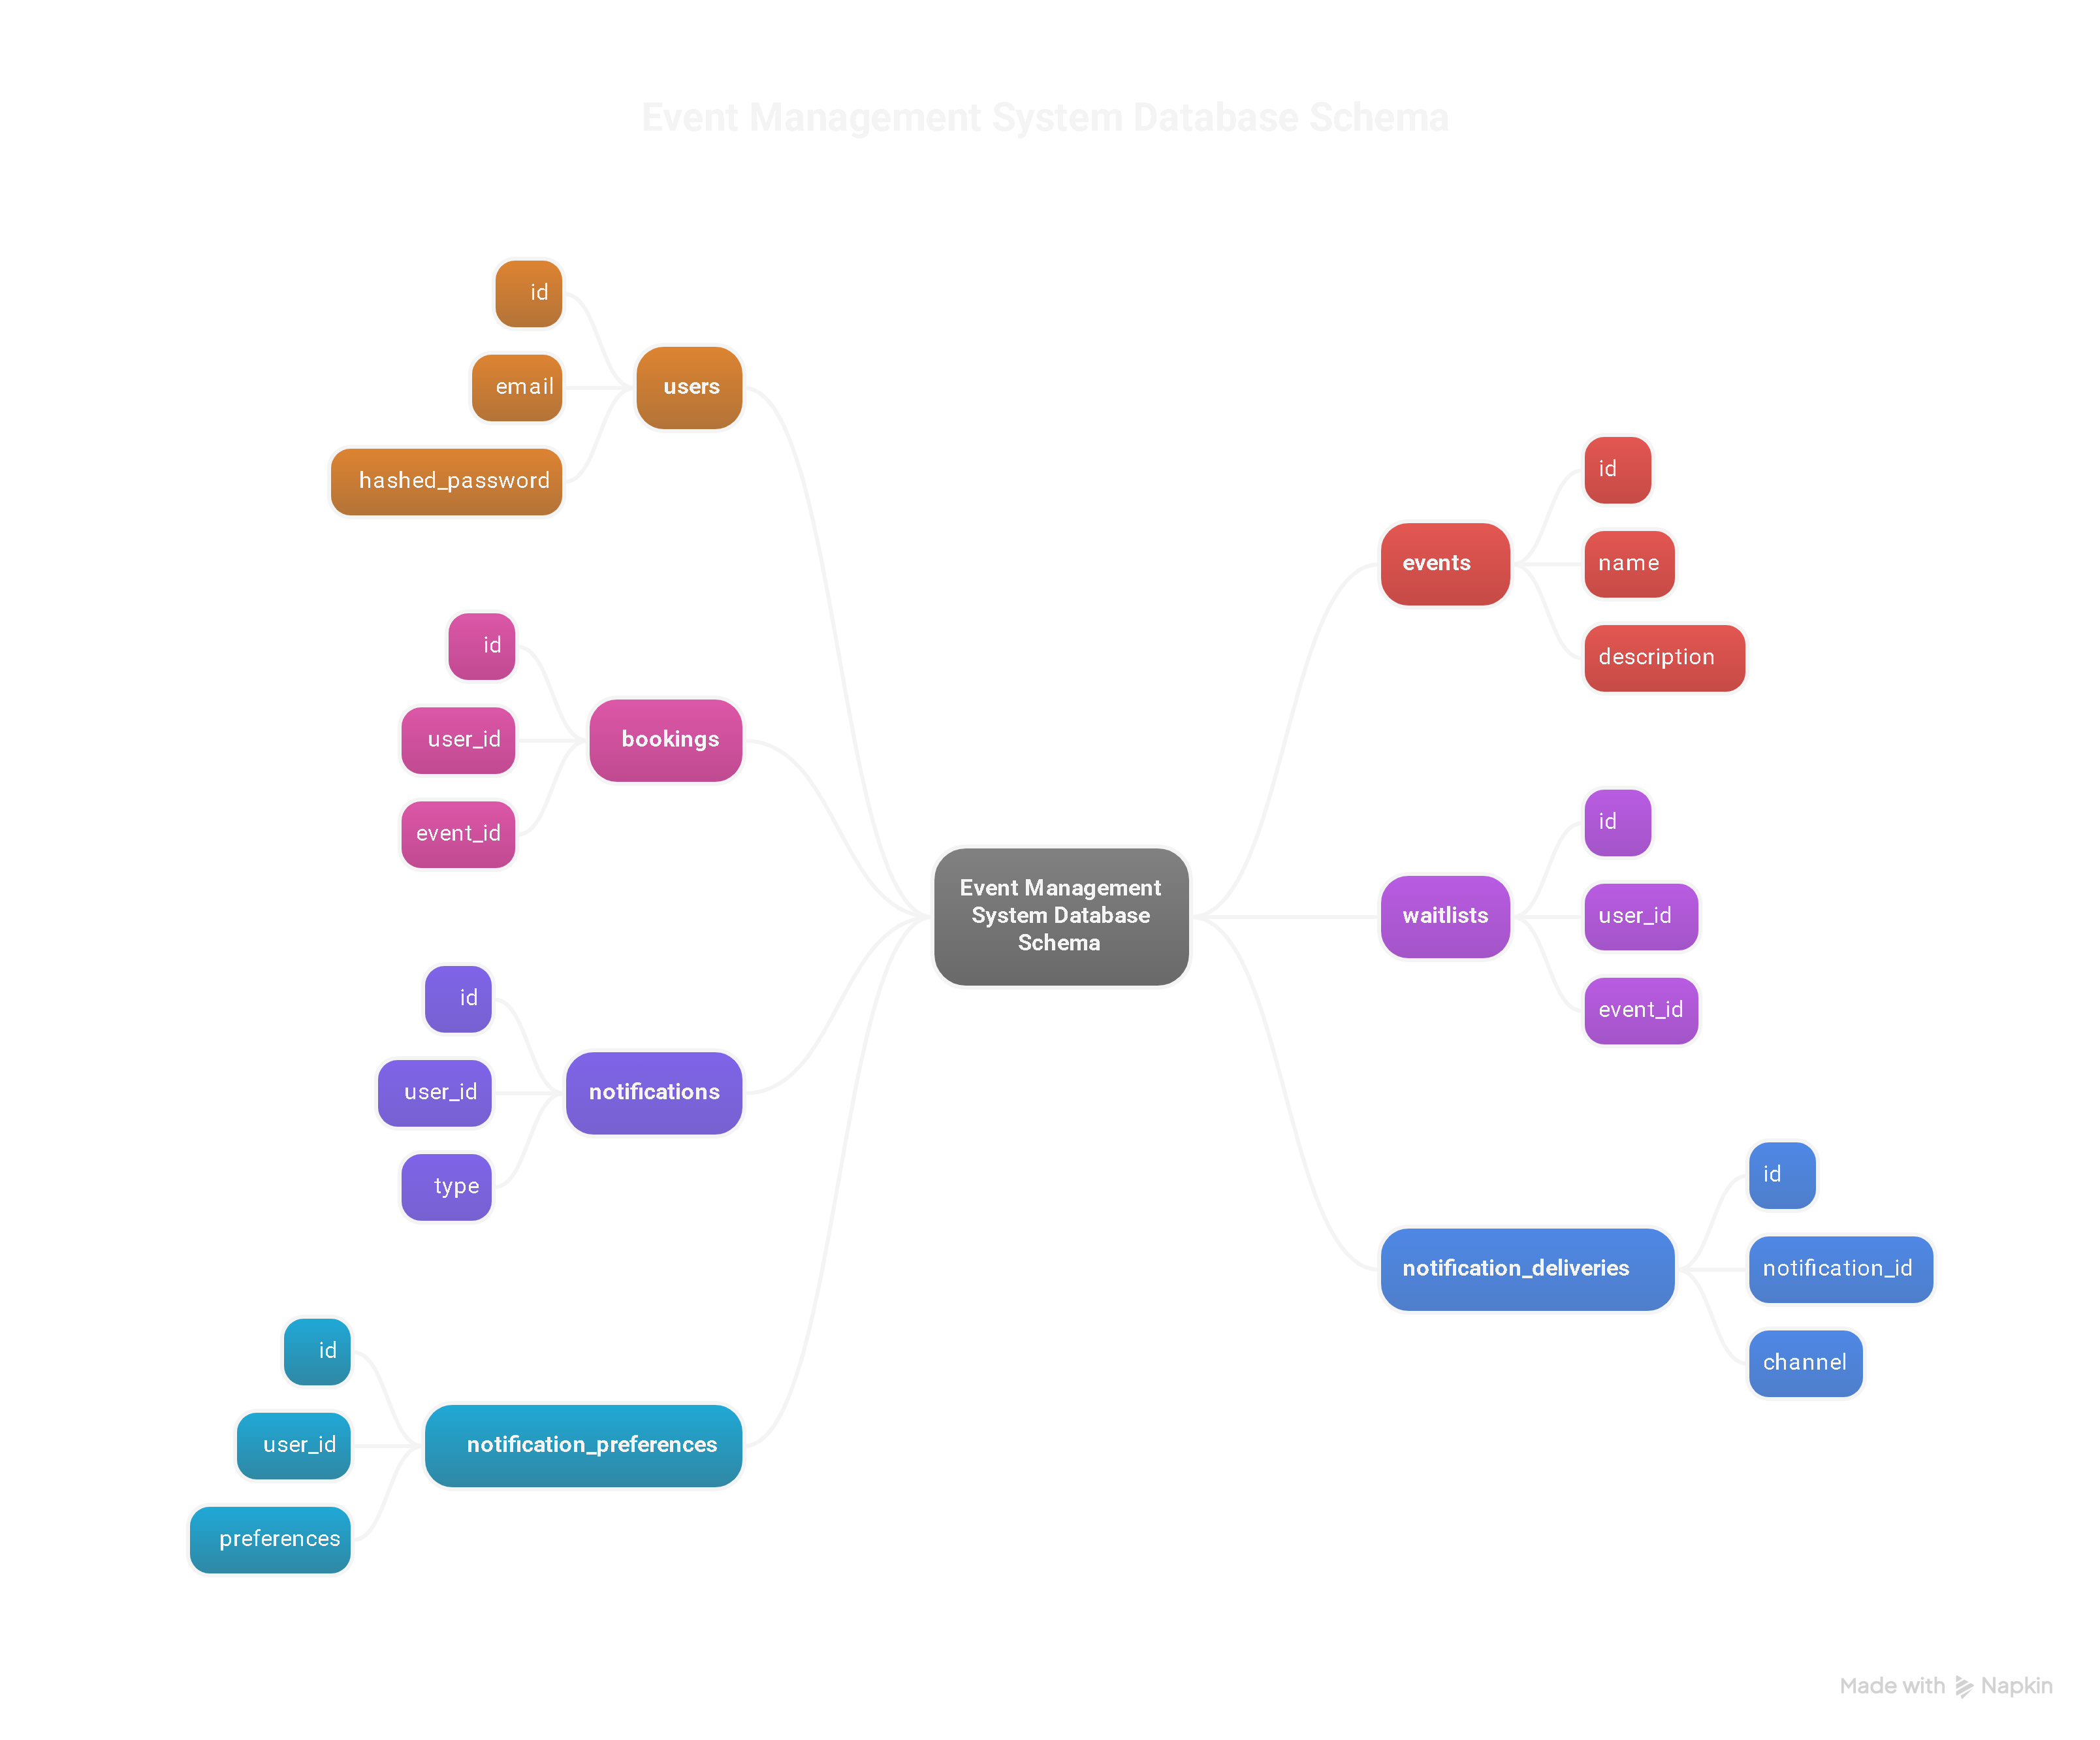 Event Management System Database Schema
users
id
email
hashed_password
bookings
id
user_id
event_id
notifications
id
user_id
type
notification_preferences
id
user_id
preferences
Event Management
System Database
Schema
events
id
name
description
waitlists
id
user_id
event_id
notification_deliveries
id
notification_id
channel
Made with Napkin